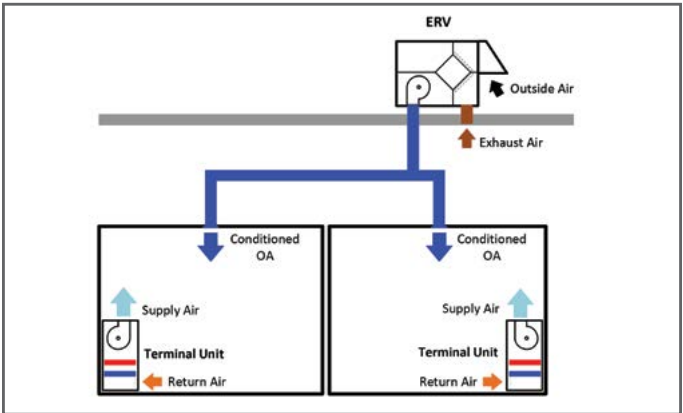 ERV
Outside Air
Exhaust Air
Conditioned
OA
Conditioned
OA
Supply Air
Supply Air
Terminal Unit
Terminal Unit
Return Air
Return Air